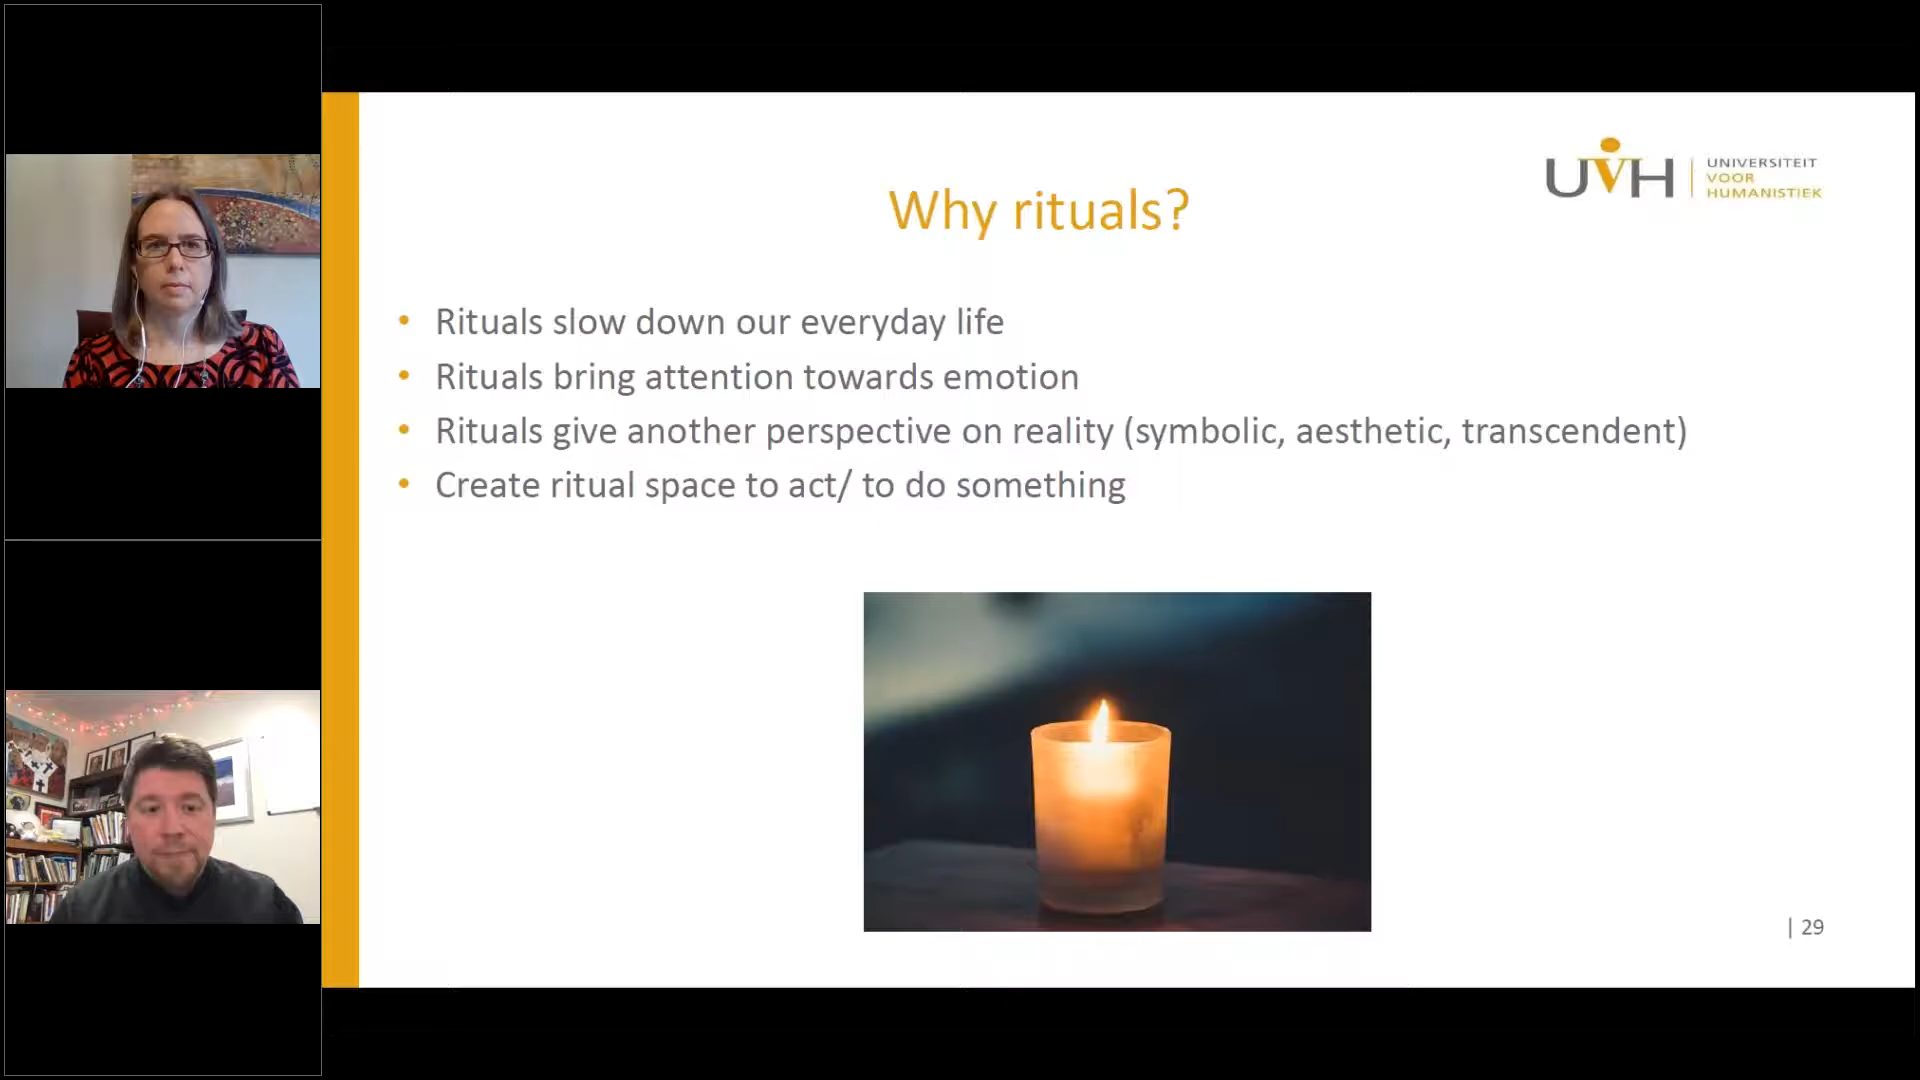 UVH
UNIVERSITEIT
VOOR
HUMANISTIEK
Why rituals?
• Rituals slow down our everyday life
• Rituals bring attention towards emotion
• Rituals give another perspective on reality (symbolic, aesthetic, transcendent)
• Create ritual space to act/ to do something
| 29